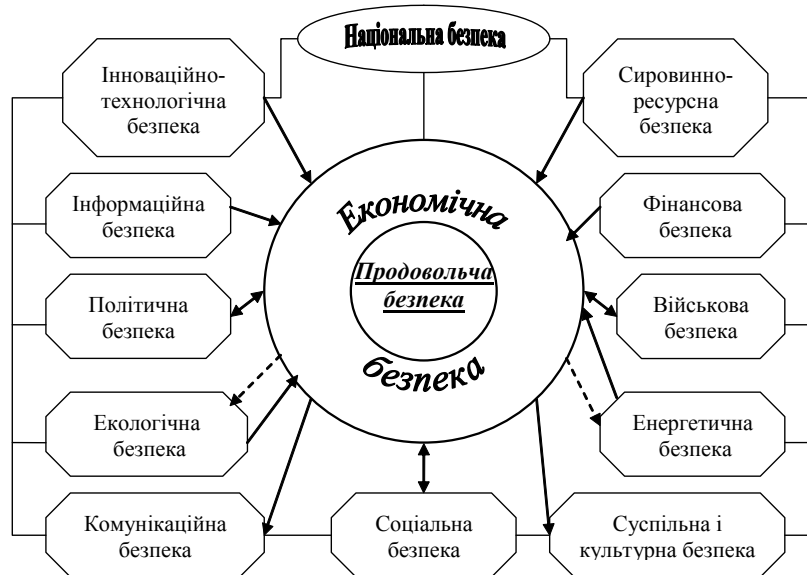 Національна безпека
Інноваційно-
технологічна
безпека
Сировинно-
ресурсна
безпека
Інформаційна
безпека
Економічна
Фінансова
безпека
Продовольча
безпека
Політична
безпека
Військова
безпека
безпека
Екологічна
безпека
Енергетична
безпека
Комунікаційна
безпека
Соціальна
безпека
Суспільна і
культурна безпека